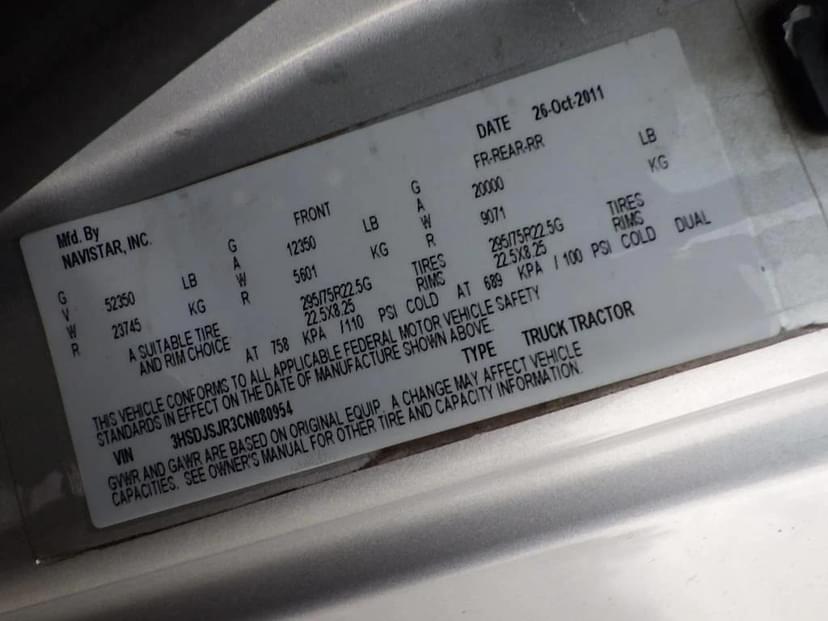 Mfd. By
NAVISTAR, INC.
DATE 26-Oct-2011
FRONT
FR-REAR-RR
GVWR 52350 LB
23745 KG
GAWR 12350 LB
5601 KG
GAWR 20000 LB
9071 KG
A SUITABLE TIRE 295/75R22.5G TIRES 295/75R22.5G TIRES
AND RIM CHOICE 22.5X8.25 RIMS 22.5X8.25 RIMS
AT 758 KPA /110 PSI COLD AT 689 KPA /100 PSI COLD DUAL
THIS VEHICLE CONFORMS TO ALL APPLICABLE FEDERAL MOTOR VEHICLE SAFETY
STANDARDS IN EFFECT ON THE DATE OF MANUFACTURE SHOWN ABOVE.
VIN 3HSDJSJR3CN080954 TYPE TRUCK TRACTOR
GVWR AND GAWR ARE BASED ON ORIGINAL EQUIP. A CHANGE MAY AFFECT VEHICLE
CAPACITIES. SEE OWNER'S MANUAL FOR OTHER TIRE AND CAPACITY INFORMATION.